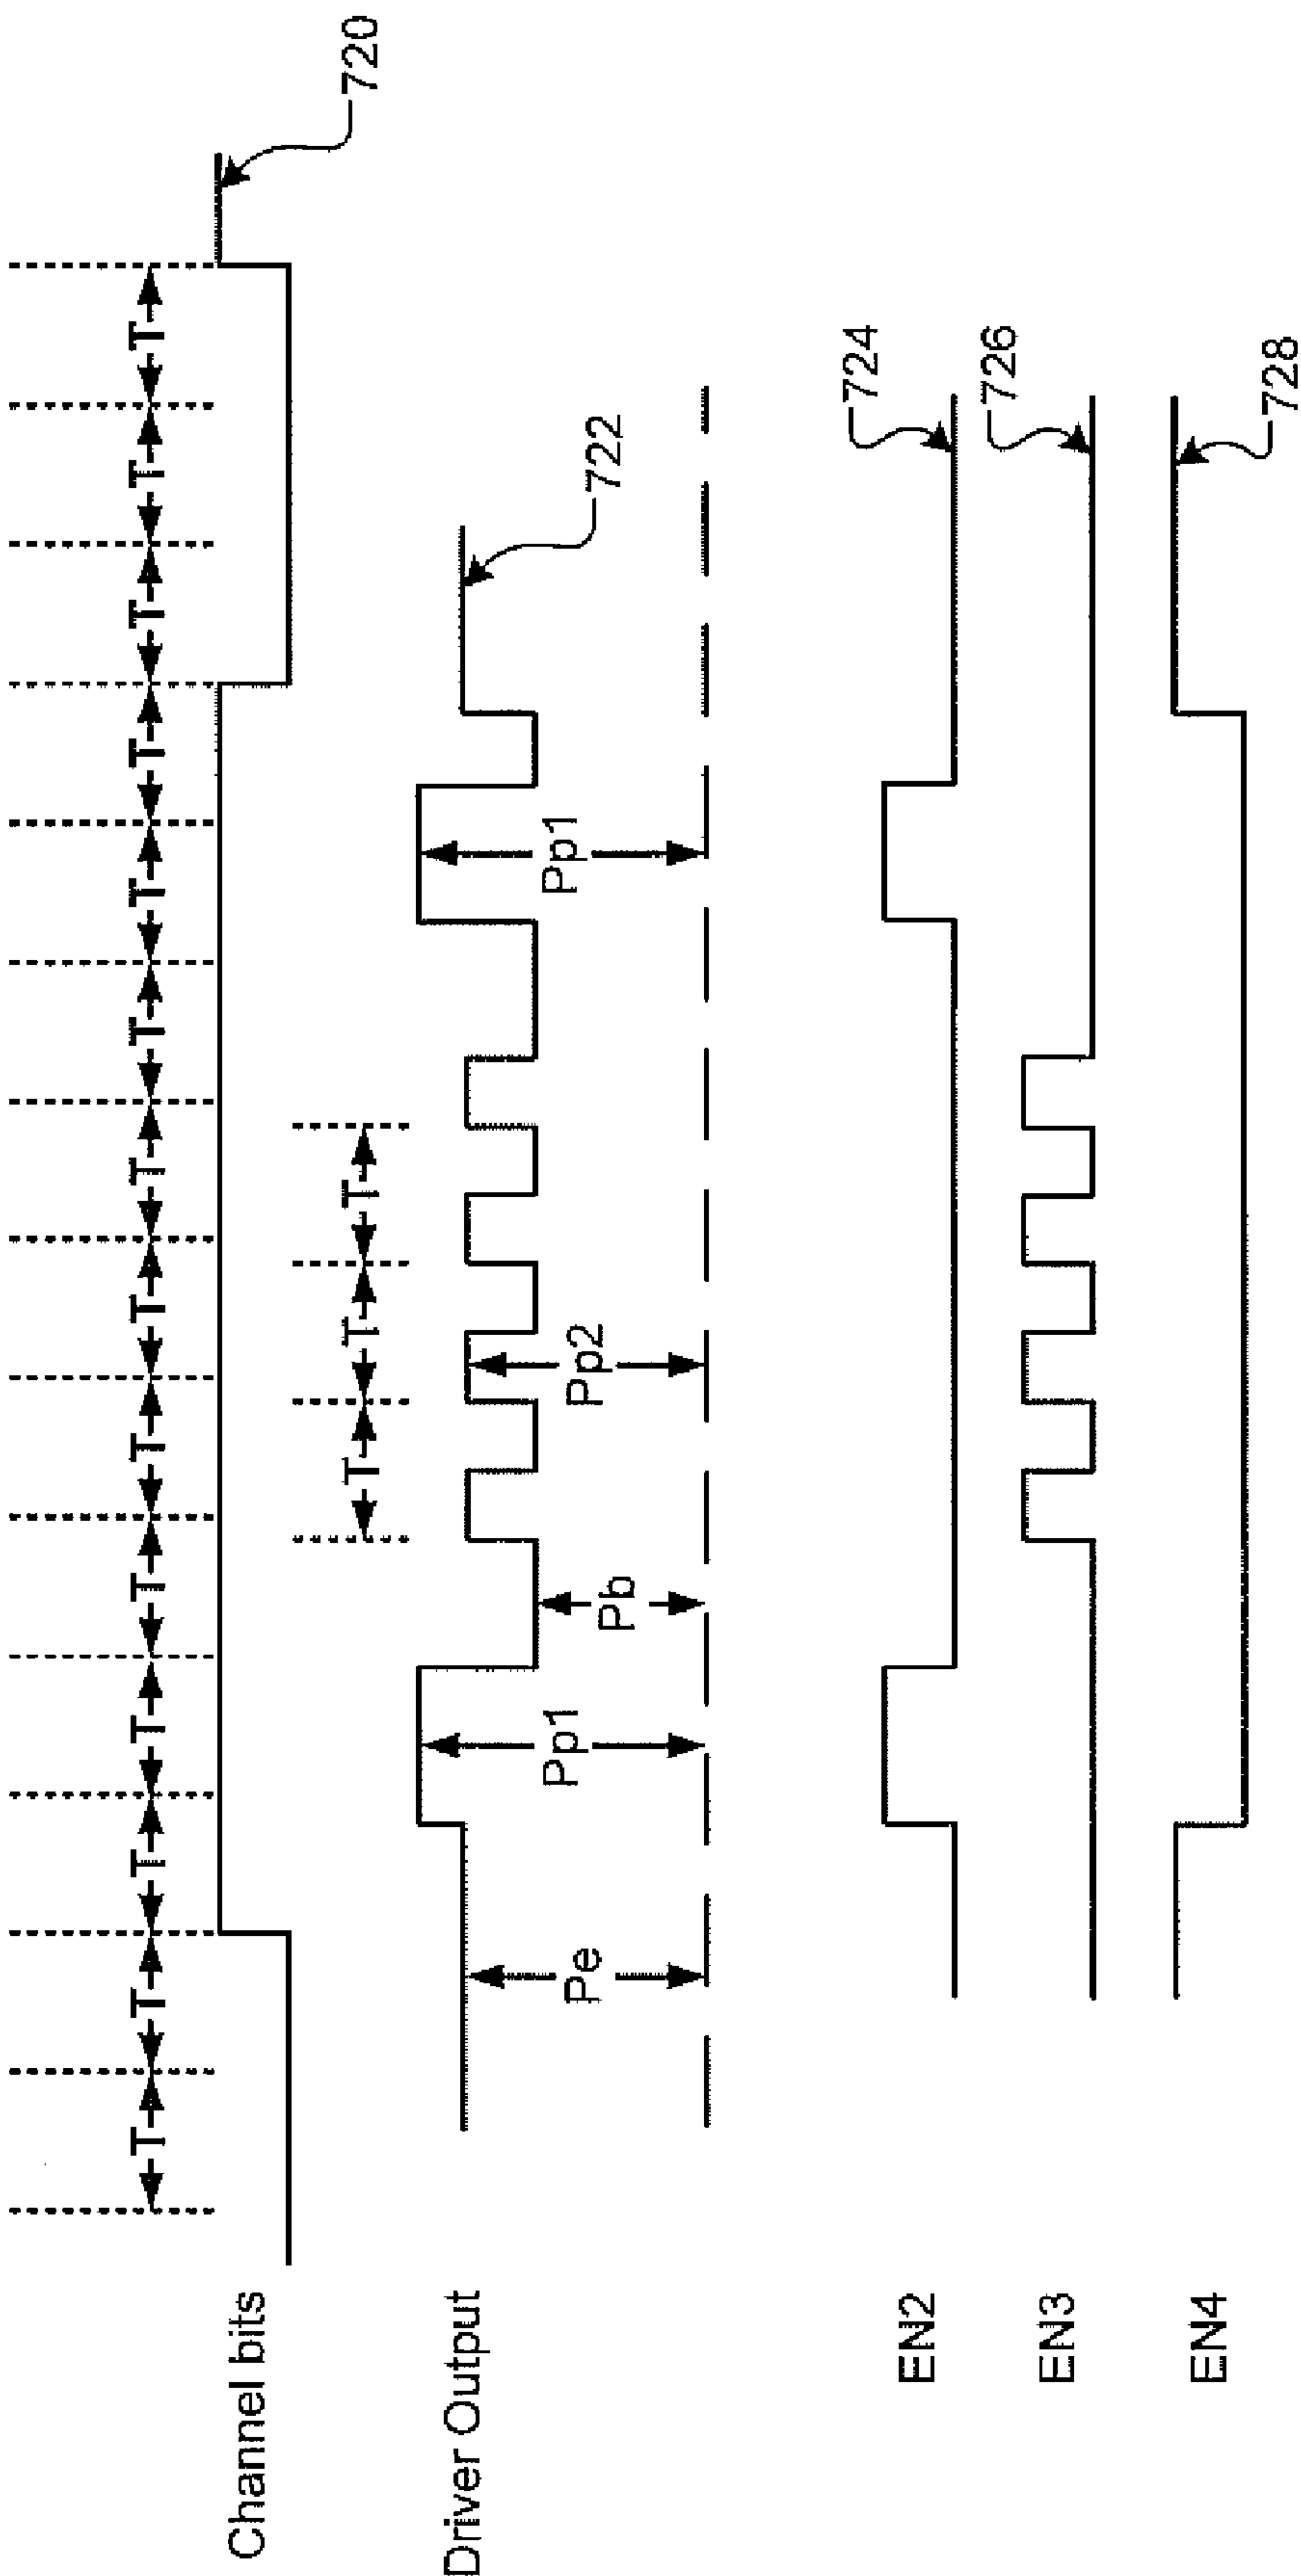 T T T T T T T T T T T T T T
Channel bits
720
T T T
Driver Output
Pe
Pp1
Pb
Pp2
Pp1
722
EN2
724
EN3
726
EN4
728